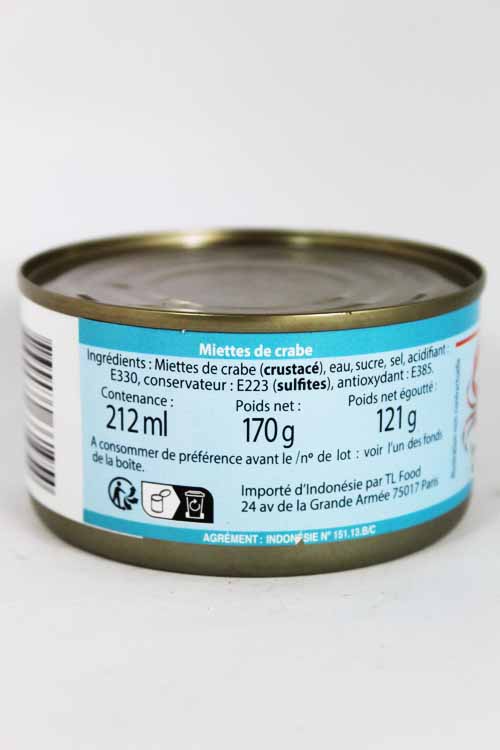 Miettes de crabe
Ingrédients : Miettes de crabe (crustacé), eau, sucre, sel, acidifiant :
E330, conservateur : E223 (sulfites), antioxydant : E385.
Contenance :
212 ml
Poids net :
170 g
Poids net égoutté :
121 g
A consommer de préférence avant le /n° de lot : voir l'un des fonds
de la boîte.
Importé d'Indonésie par TL Food
24 av de la Grande Armée 75017 Paris
AGRÉMENT : INDONÉSIE N° 151.13.B/C